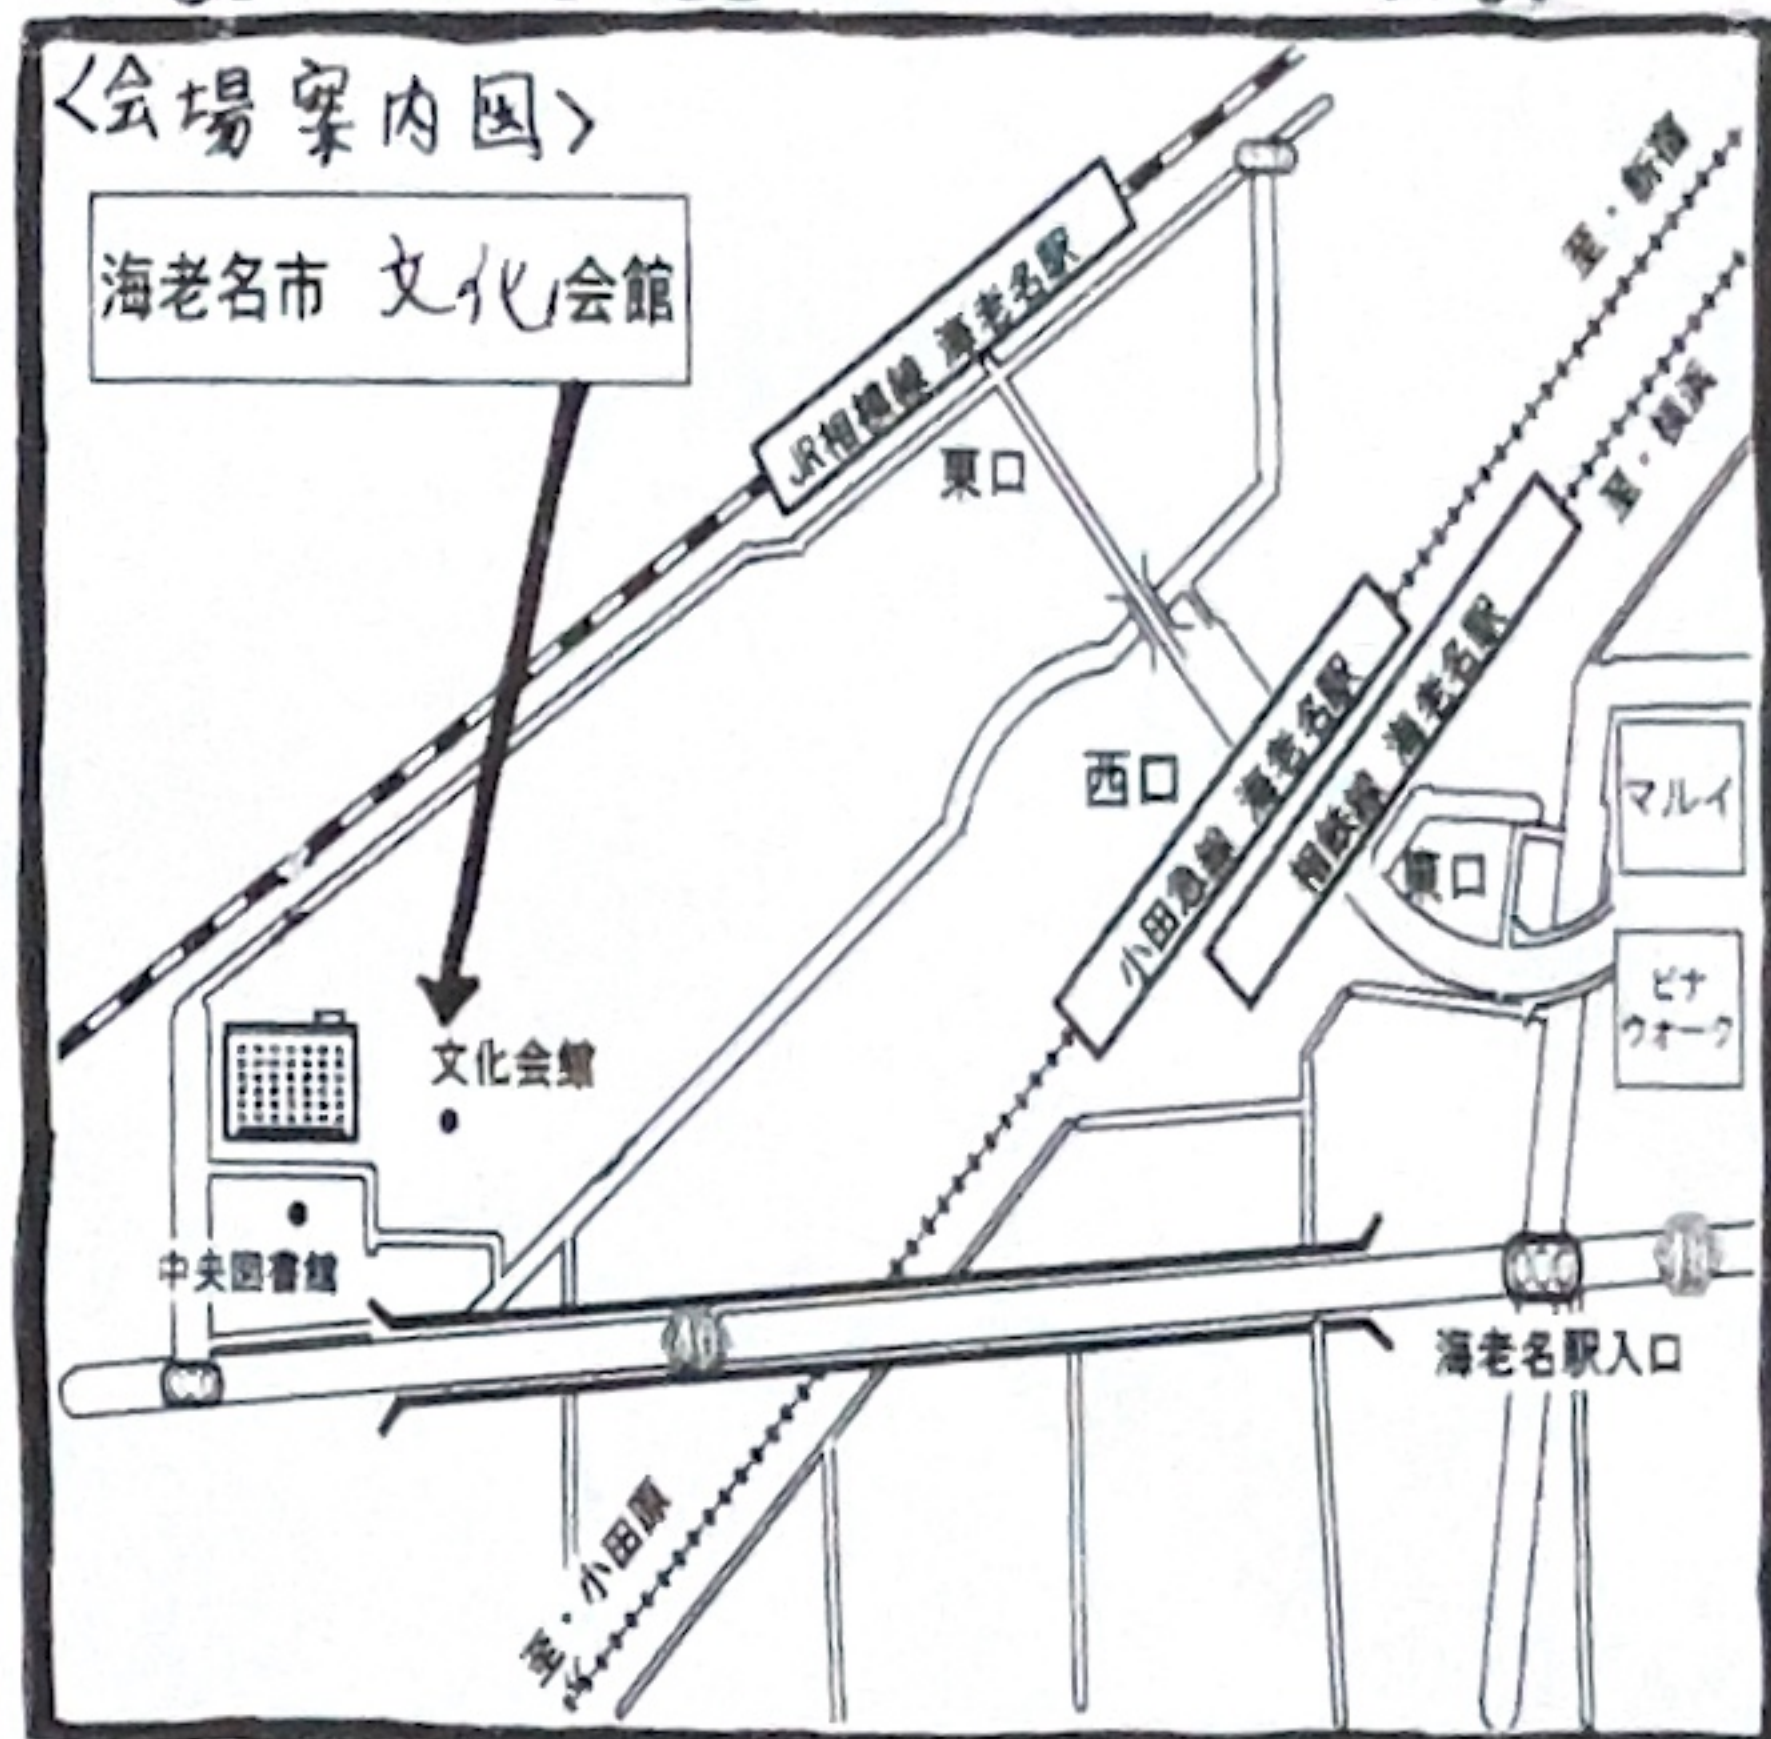 <会場案内図>
海老名市 文化会館
JR相模線 海老名駅
東口
至・新宿
至・横浜
西口
小田急線 海老名駅
相鉄線 海老名駅
マルイ
東口
ビナ
ウォーク
文化会館
中央図書館
海老名駅入口
至・小田原